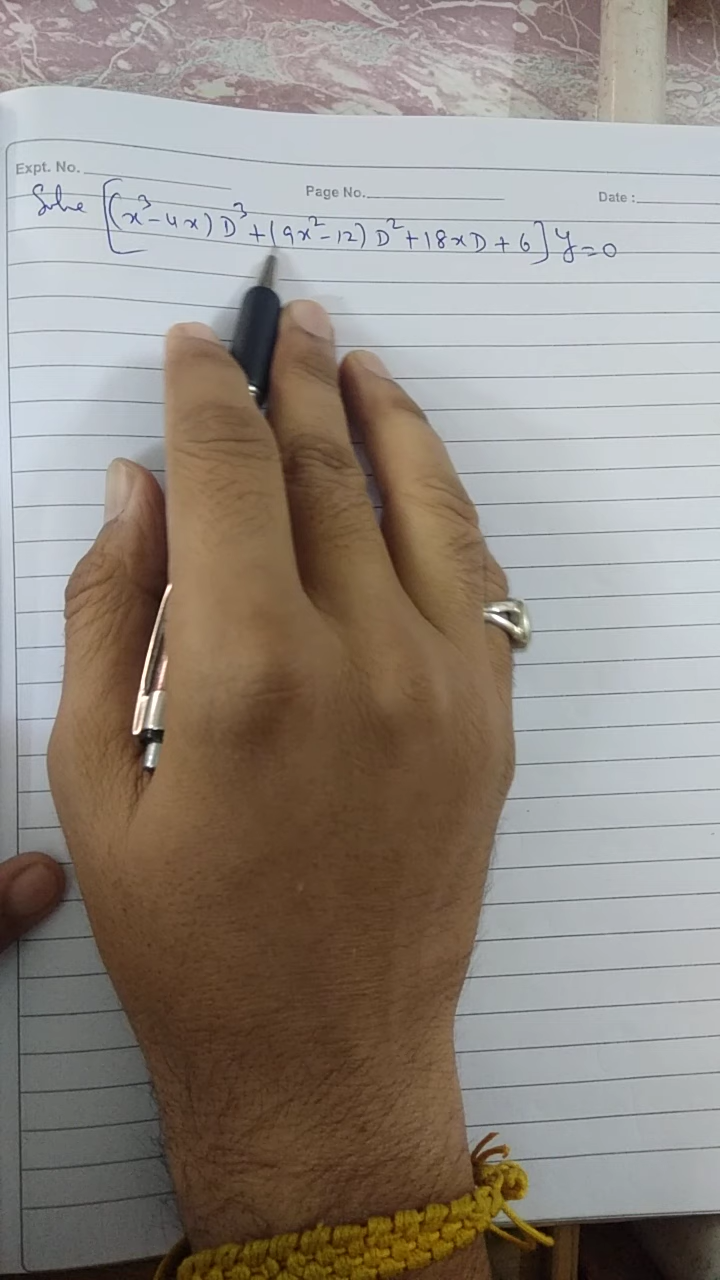 Expt. No.
Page No.
Date :
Solve [(x³-4x) D³ + (9x²-12) D² + 18xD + 6] y = 0